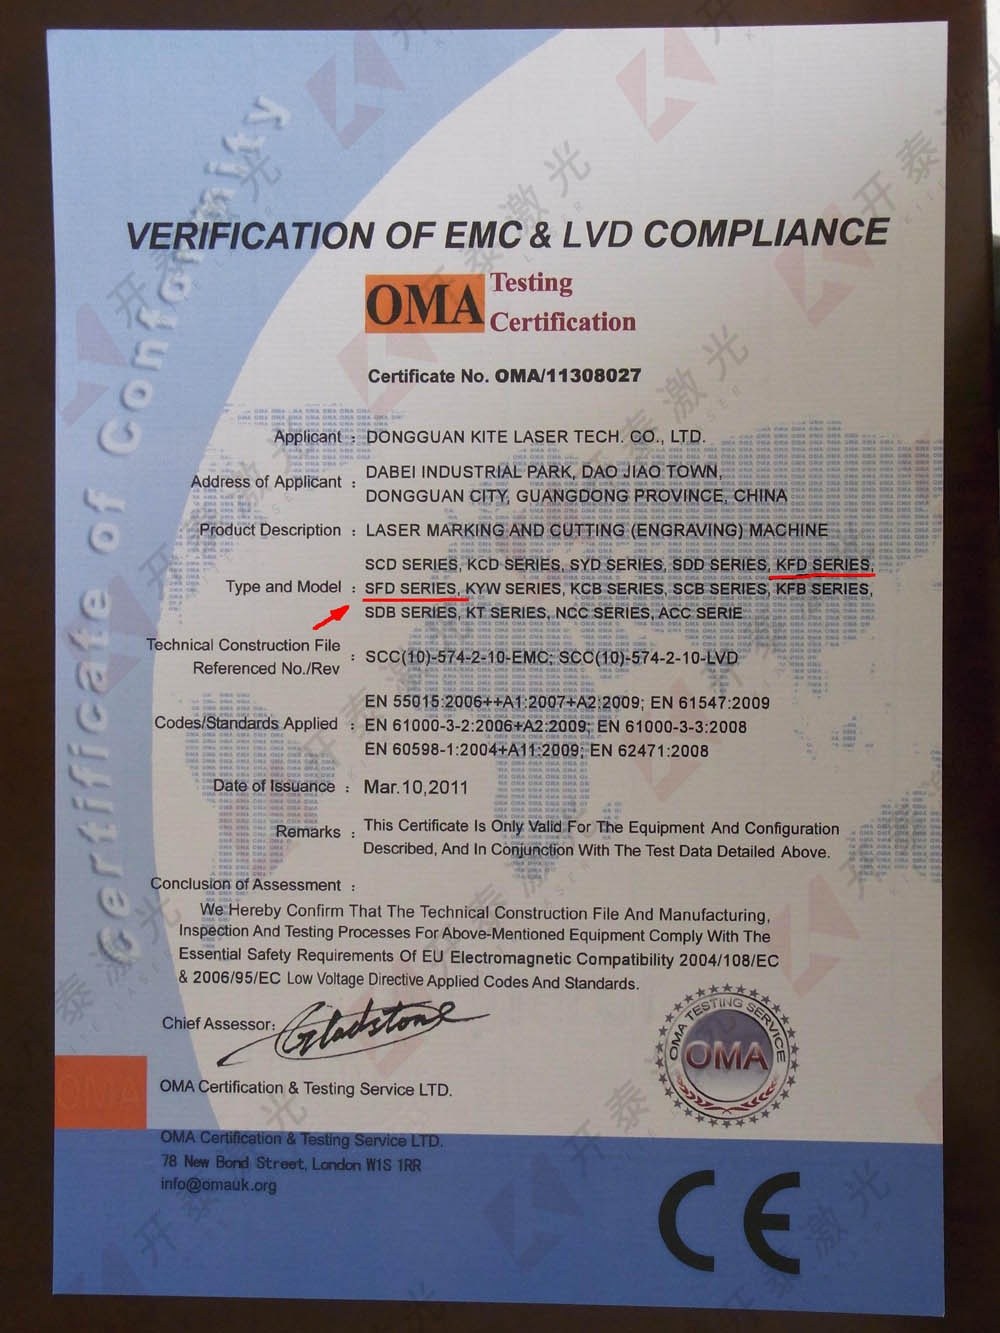 Certificate of Conformity
VERIFICATION OF EMC & LVD COMPLIANCE
OMA Testing
Certification
Certificate No. OMA/11308027
Applicant : DONGGUAN KITE LASER TECH. CO., LTD.
Address of Applicant : DABEI INDUSTRIAL PARK, DAO JIAO TOWN,
DONGGUAN CITY, GUANGDONG PROVINCE, CHINA
Product Description : LASER MARKING AND CUTTING (ENGRAVING) MACHINE
Type and Model : SCD SERIES, KCD SERIES, SYD SERIES, SDD SERIES, KFD SERIES,
SFD SERIES, KYW SERIES, KCB SERIES, SCB SERIES, KFB SERIES,
SDB SERIES, KT SERIES, NCC SERIES, ACC SERIE
Technical Construction File
Referenced No./Rev : SCC(10)-574-2-10-EMC; SCC(10)-574-2-10-LVD
Codes/Standards Applied : EN 55015:2006++A1:2007+A2:2009; EN 61547:2009
EN 61000-3-2:2006+A2:2009; EN 61000-3-3:2008
EN 60598-1:2004+A11:2009; EN 62471:2008
Date of Issuance : Mar.10,2011
Remarks : This Certificate Is Only Valid For The Equipment And Configuration
Described, And In Conjunction With The Test Data Detailed Above.
Conclusion of Assessment :
We Hereby Confirm That The Technical Construction File And Manufacturing,
Inspection And Testing Processes For Above-Mentioned Equipment Comply With The
Essential Safety Requirements Of EU Electromagnetic Compatibility 2004/108/EC
& 2006/95/EC Low Voltage Directive Applied Codes And Standards.
Chief Assessor: Gladstone
OMA TESTING SERVICE
OMA
OMA
OMA Certification & Testing Service LTD.
OMA Certification & Testing Service LTD.
78 New Bond Street, London W1S 1RR
info@omauk.org
CE
开泰激光
KITE LASER